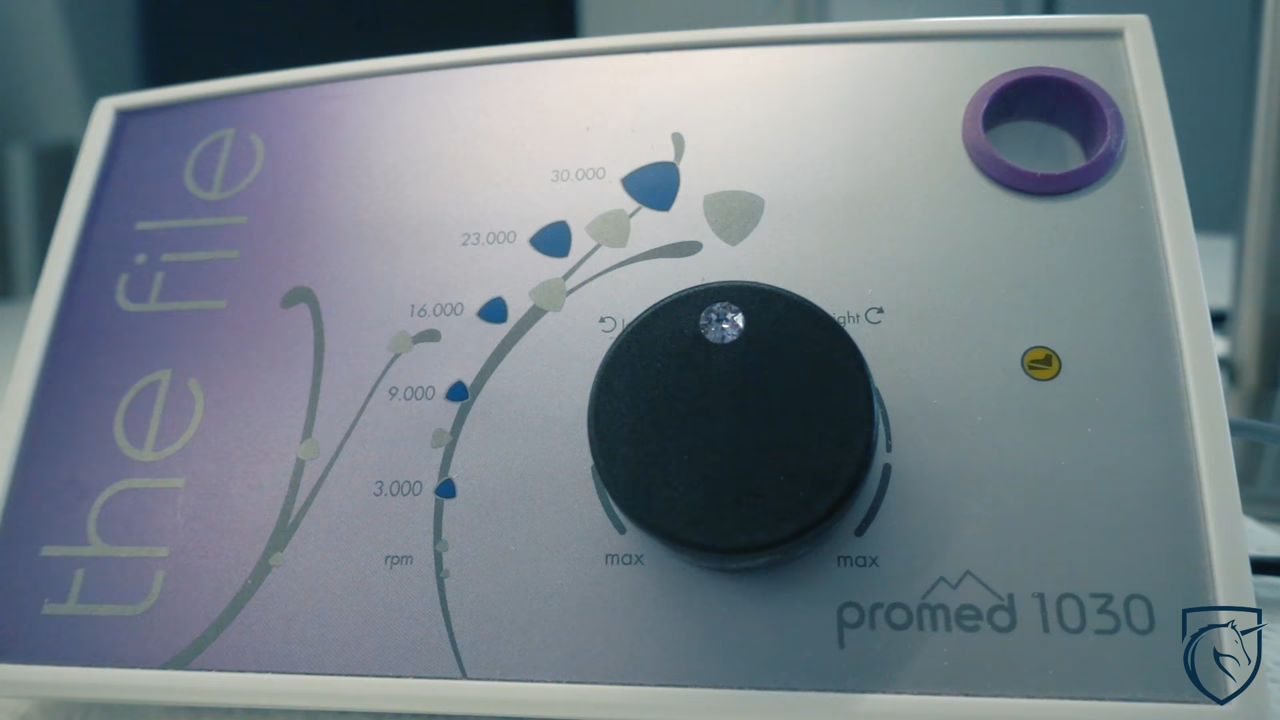 the file
30.000
23.000
16.000
9.000
3.000
rpm
max
max
promed 1030